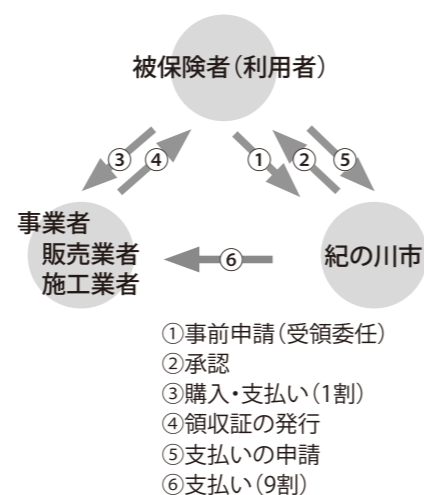 被保険者（利用者）
③
④
①
②
⑤
事業者
販売業者
施工業者
⑥
紀の川市
①事前申請（受領委任）
②承認
③購入・支払い（1割）
④領収証の発行
⑤支払いの申請
⑥支払い（9割）